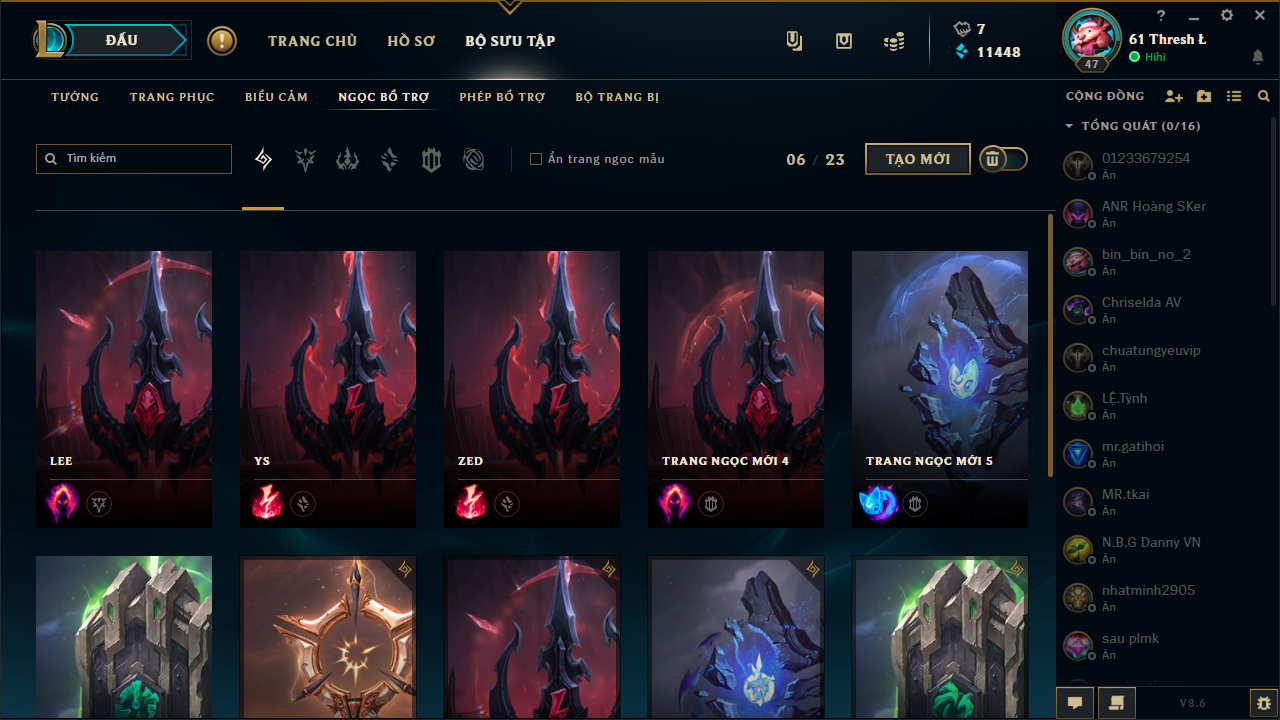 ĐẤU
TRANG CHỦ
HỒ SƠ
BỘ SƯU TẬP
7
11448
47
61 Thresh Ł
Hihi
TƯỚNG
TRANG PHỤC
BIỂU CẢM
NGỌC BỔ TRỢ
PHÉP BỔ TRỢ
BỘ TRANG BỊ
CỘNG ĐỒNG
TỔNG QUÁT (0/16)
Tìm kiếm
Ẩn trang ngọc mẫu
06 / 23
TẠO MỚI
01233679254
Ẩn
ANR Hoàng SKer
Ẩn
bin_bin_no_2
Ẩn
Chriselda AV
Ẩn
chuatungyeuvip
Ẩn
LỆ.Tỳnh
Ẩn
mr.gatihoi
Ẩn
MR.tkai
Ẩn
N.B.G Danny VN
Ẩn
nhatminh2905
Ẩn
sau plmk
Ẩn
LEE
YS
ZED
TRANG NGỌC MỚI 4
TRANG NGỌC MỚI 5
V8.6